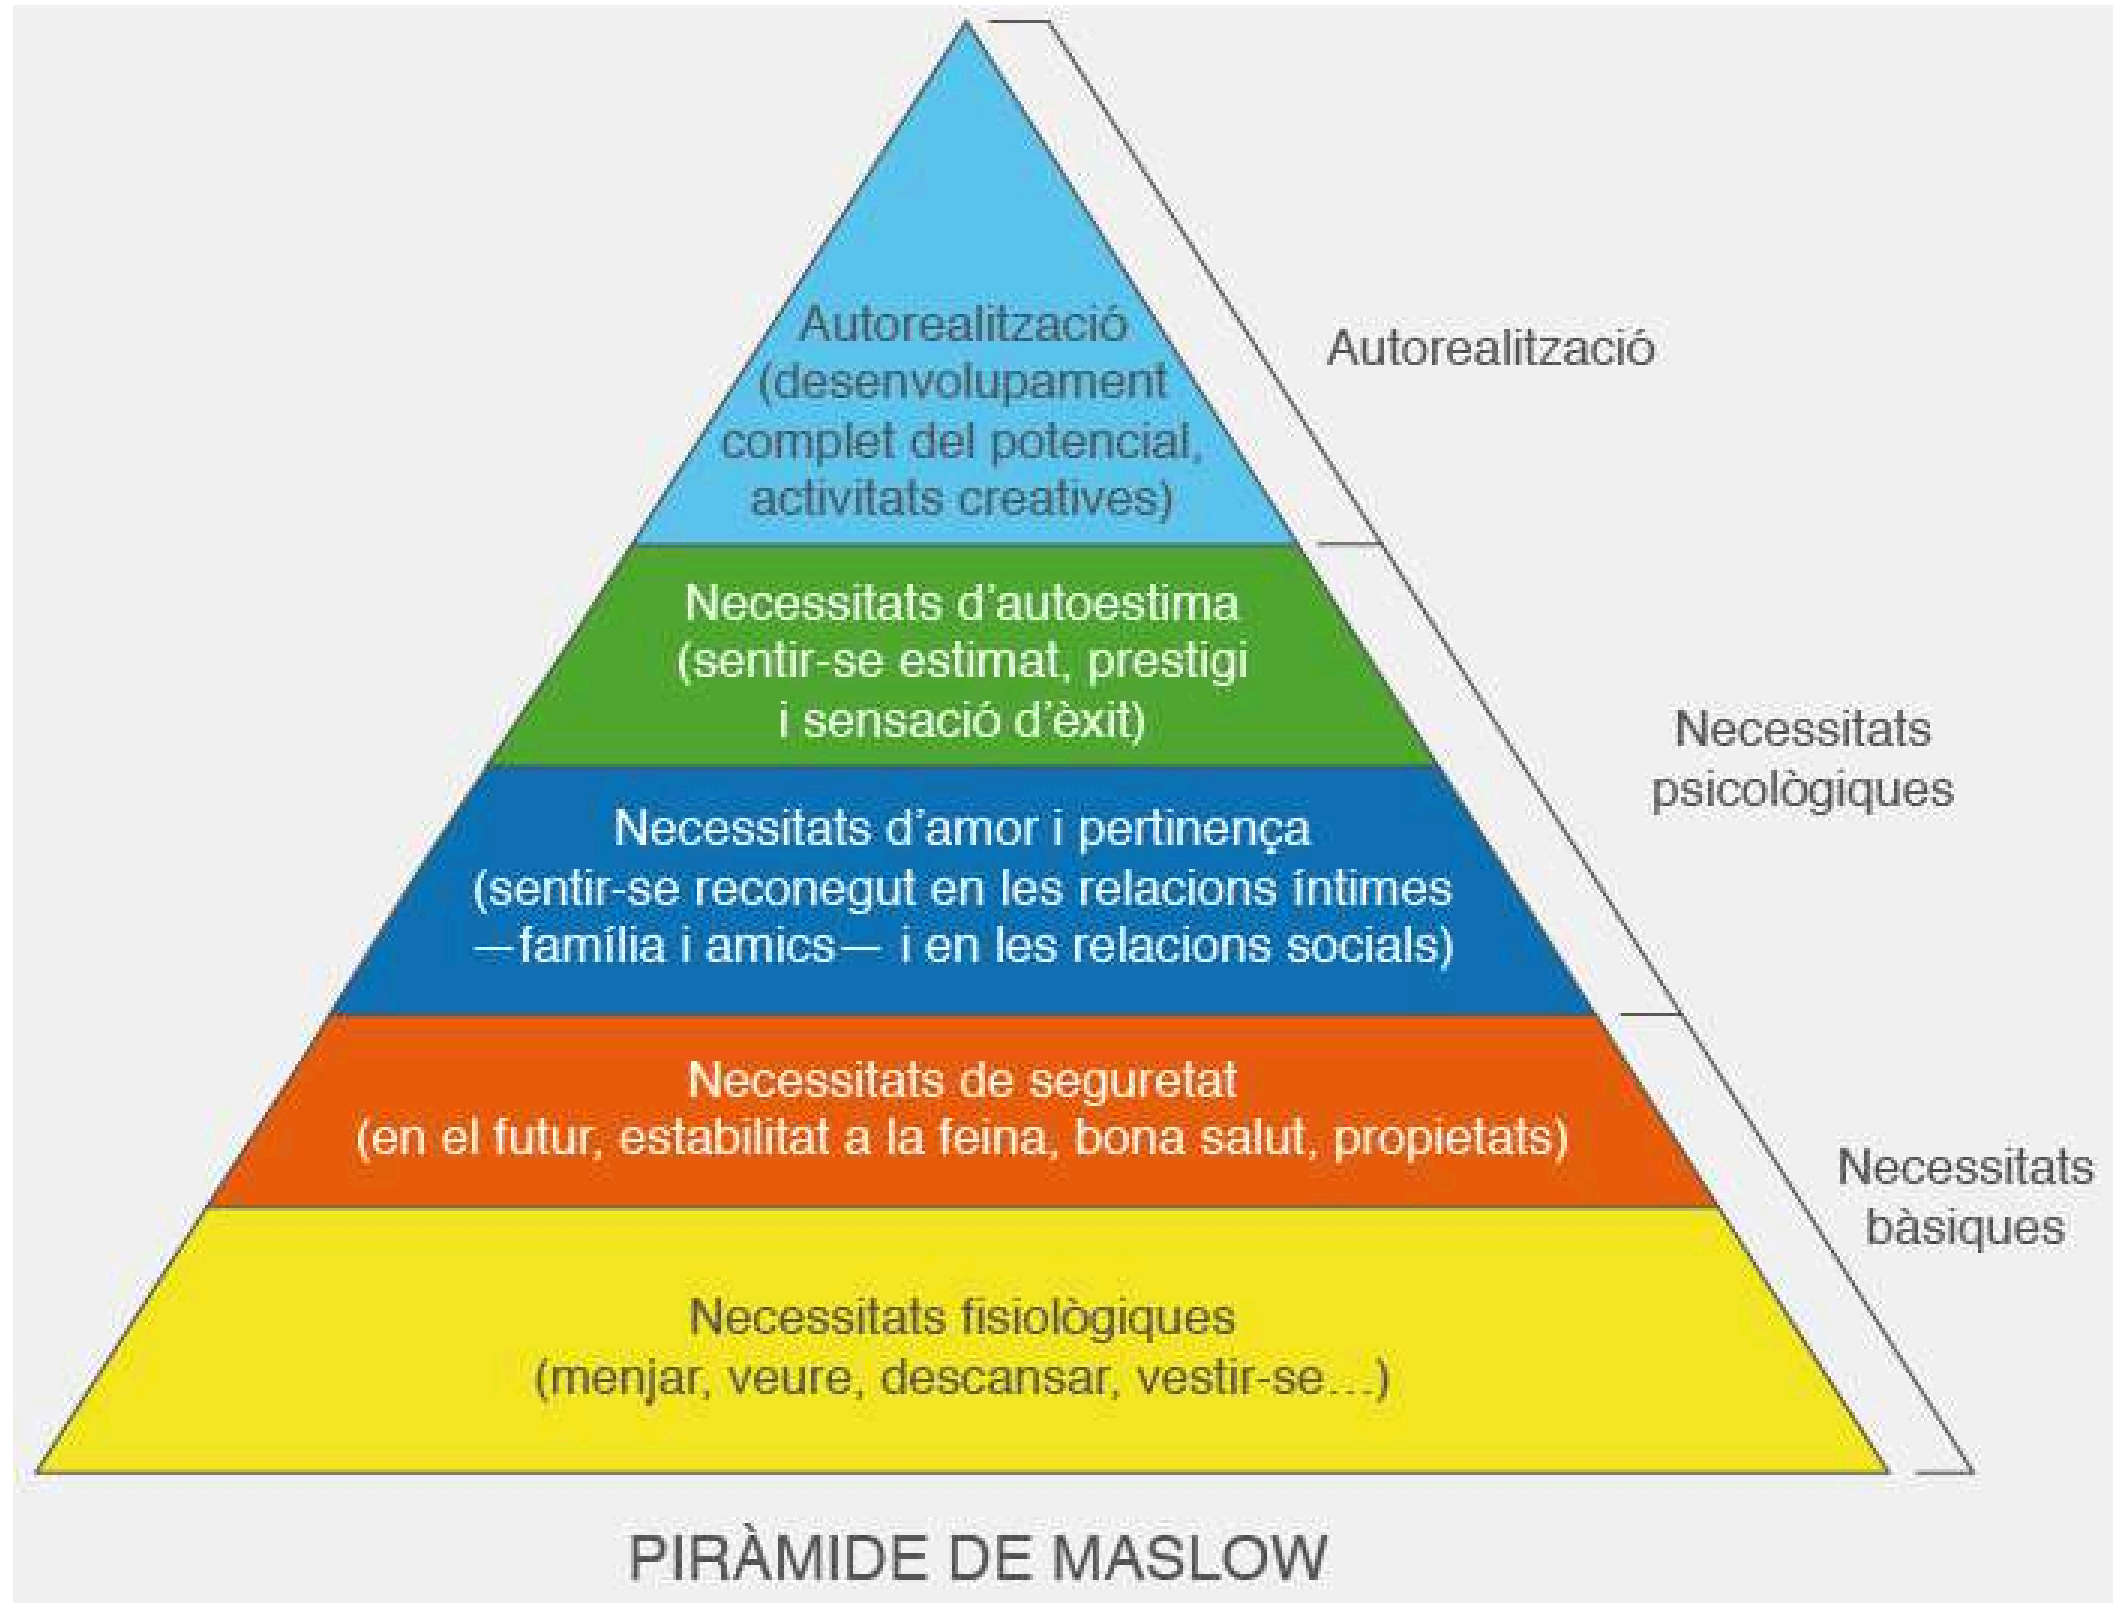 Autorealització
(desenvolupament
complet del potencial,
activitats creatives)
Autorealització
Necessitats d'autoestima
(sentir-se estimat, prestigi
i sensació d'èxit)
Necessitats d'amor i pertinença
(sentir-se reconegut en les relacions íntimes
—família i amics— i en les relacions socials)
Necessitats
psicològiques
Necessitats de seguretat
(en el futur, estabilitat a la feina, bona salut, propietats)
Necessitats fisiològiques
(menjar, veure, descansar, vestir-se…)
Necessitats
bàsiques
PIRÀMIDE DE MASLOW